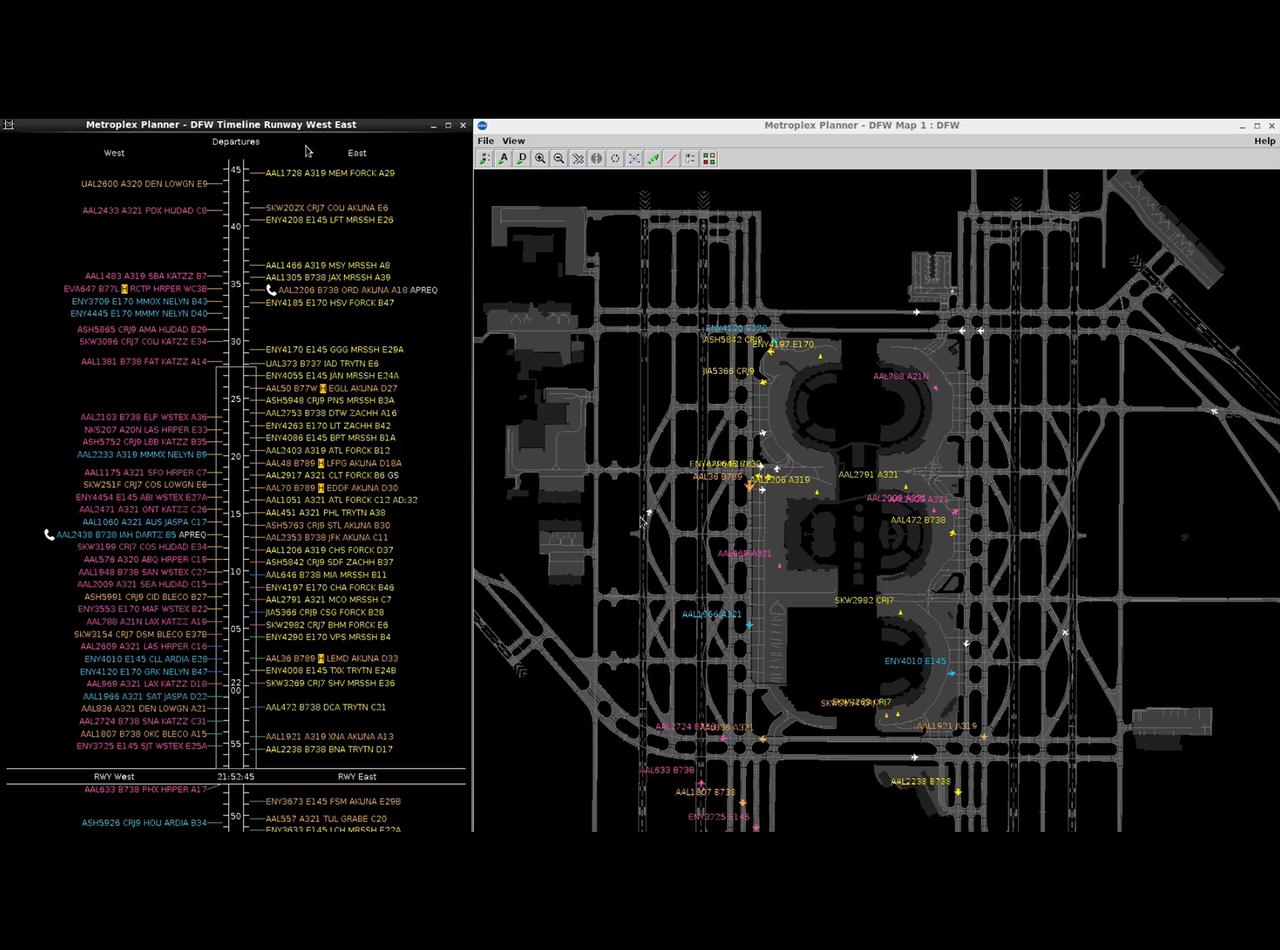 Metroplex Planner - DFW Timeline Runway West East
Departures
West
East
45
40
35
30
25
20
15
10
05
22
00
55
50
UAL2600 A320 DEN LOWGN E9
AAL2433 A321 PDX HUDAD C8
AAL1483 A319 SBA KATZZ B7
EVA647 B77L H RCTP HRPER WC3B
ENY3709 E170 MMOX NELYN B43
ENY4445 E170 MMMY NELYN D40
ASH5865 CRJ9 AMA HUDAD B29
SKW3096 CRJ7 COU KATZZ E34
AAL1381 B738 FAT KATZZ A14
AAL2103 B738 ELP WSTEX A36
NKS207 A20N LAS HRPER E33
ASH5752 CRJ9 LBB KATZZ B35
AAL2233 A319 MMMX NELYN B9
AAL1175 A321 SFO HRPER C7
SKW251F CRJ7 COS LOWGN E6
ENY4454 E145 ABI WSTEX E27A
AAL2471 A321 ONT KATZZ C26
AAL1060 A321 AUS JASPA C17
AAL2438 B738 IAH DARTZ B5 APREQ
SKW3199 CRJ7 COS HUDAD E34
AAL576 A320 ABQ HRPER C19
AAL1948 B738 SAN WSTEX C27
AAL2009 A321 SEA HUDAD C15
ASH5991 CRJ9 CID BLECO B27
ENY3553 E170 MAF WSTEX B22
AAL788 A21N LAX KATZZ A19
SKW3154 CRJ7 DSM BLECO E37B
AAL2609 A321 LAS HRPER C16
ENY4010 E145 CLL ARDIA E28
ENY4120 E170 GRK NELYN B47
AAL969 A321 LAX KATZZ D18
AAL1966 A321 SAT JASPA D22
AAL836 A321 DEN LOWGN A21
AAL2724 B738 SNA KATZZ C31
AAL1807 B738 OKC BLECO A15
ENY3725 E145 SJT WSTEX E25A
AAL1728 A319 MEM FORCK A29
SKW202X CRJ7 COU AKUNA E6
ENY4208 E145 LFT MRSSH E26
AAL1466 A319 MSY MRSSH A8
AAL1305 B738 JAX MRSSH A39
AAL2206 B738 ORD AKUNA A18 APREQ
ENY4185 E170 HSV FORCK B47
ENY4170 E145 GGG MRSSH E29A
UAL373 B737 IAD TRYTN E6
ENY4055 E145 JAN MRSSH E24A
AAL50 B77W H EGLL AKUNA D27
ASH5948 CRJ9 PNS MRSSH B3A
AAL2753 B738 DTW ZACHH A16
ENY4263 E170 LIT ZACHH B42
ENY4086 E145 BPT MRSSH B1A
AAL2403 A319 ATL FORCK B12
AAL48 B789 H LFPG AKUNA D18A
AAL2917 A321 CLT FORCK B6 GS
AAL70 B789 H EDDF AKUNA D30
AAL1051 A321 ATL FORCK C12 AD:32
AAL451 A321 PHL TRYTN A38
ASH5763 CRJ9 STL AKUNA B30
AAL2353 B738 JFK AKUNA C11
AAL1206 A319 CHS FORCK D37
ASH5842 CRJ9 SDF ZACHH B37
AAL646 B738 MIA MRSSH B11
ENY4197 E170 CHA FORCK B46
AAL2791 A321 MCO MRSSH C7
JIA5366 CRJ9 CSG FORCK B28
SKW2982 CRJ7 BHM FORCK E6
ENY4290 E170 VPS MRSSH B4
AAL36 B789 H LEMD AKUNA D33
ENY4008 E145 TXK TRYTN E24B
SKW3269 CRJ7 SHV MRSSH E36
AAL472 B738 DCA TRYTN C21
AAL1921 A319 XNA AKUNA A13
AAL2238 B738 BNA TRYTN D17
RWY West
21:52:45
RWY East
AAL633 B738 PHX HRPER A17
ASH5926 CRJ9 HOU ARDIA B34
ENY3673 E145 FSM AKUNA E29B
AAL557 A321 TUL GRABE C20
ENY3633 E145 LCH MRSSH E22A
Metroplex Planner - DFW Map 1 : DFW
File View Help
A D
ENY4120 E170
ASH5842 CRJ9
ENY4197 E170
JIA5366 CRJ9
AAL788 A21N
AAL36 B789
AAL1206 A319
AAL2791 A321
AAL472 B738
AAL969 A321
SKW2982 CRJ7
AAL1966 A321
ENY4010 E145
AAL1921 A319
AAL633 B738
AAL1807 B738
AAL2238 B738
ENY3725 E145